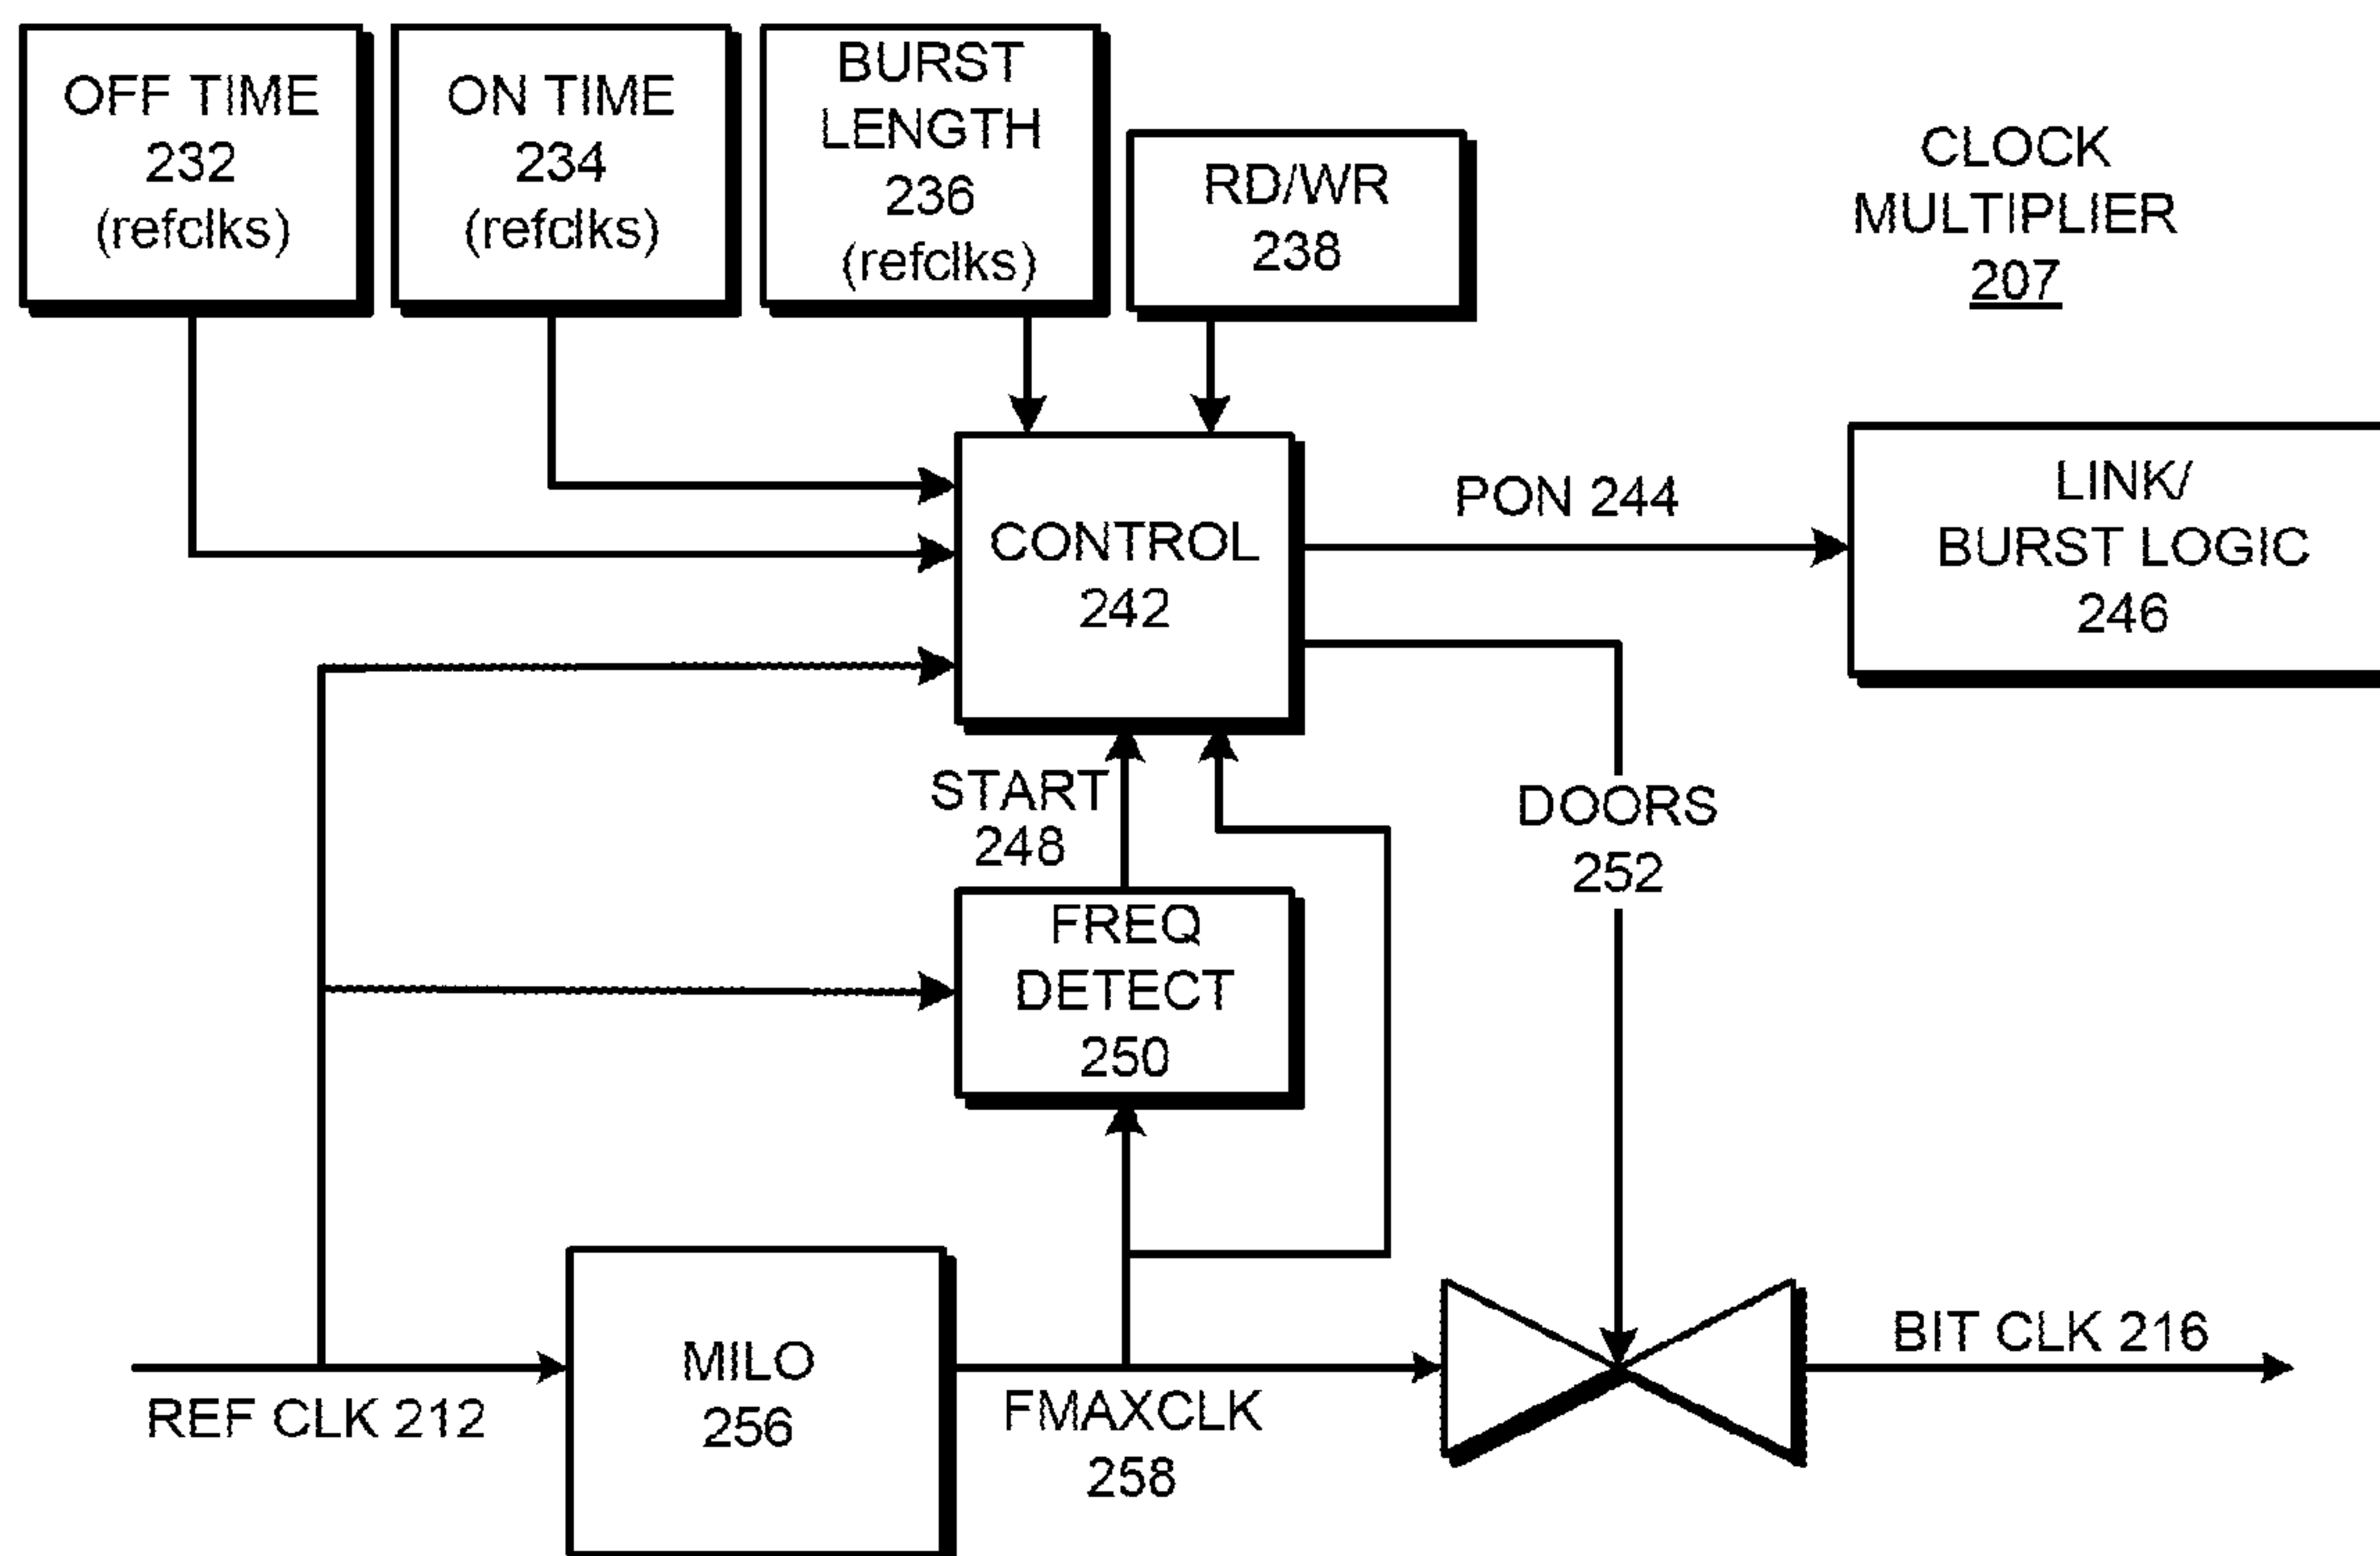 OFF TIME
232
(refclks)
ON TIME
234
(refclks)
BURST
LENGTH
236
(refclks)
RD/WR
238
CLOCK
MULTIPLIER
207
CONTROL
242
PON 244
LINK/
BURST LOGIC
246
START
248
DOORS
252
FREQ
DETECT
250
MILO
256
REF CLK 212
FMAXCLK
258
BIT CLK 216